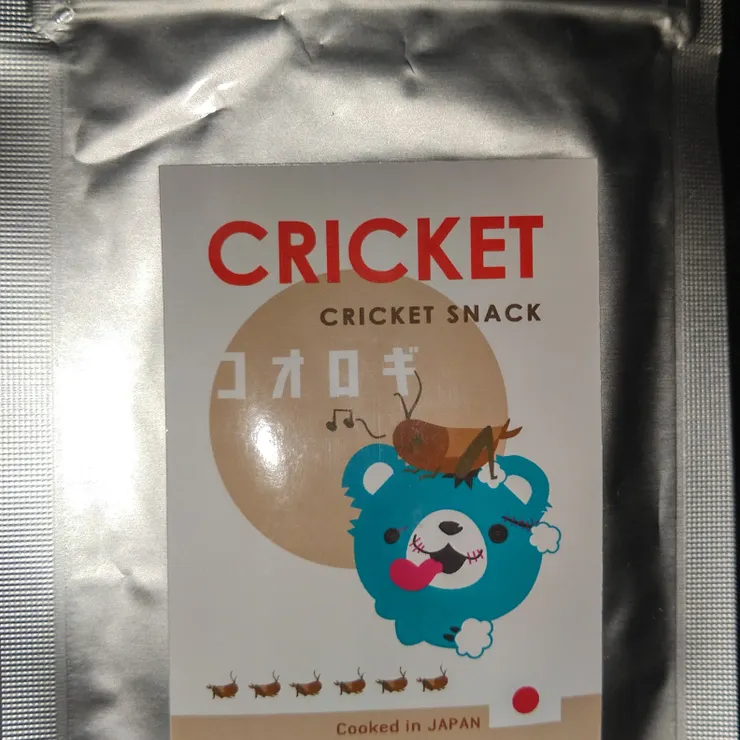 CRICKET
CRICKET SNACK
コオロギ
Cooked in JAPAN